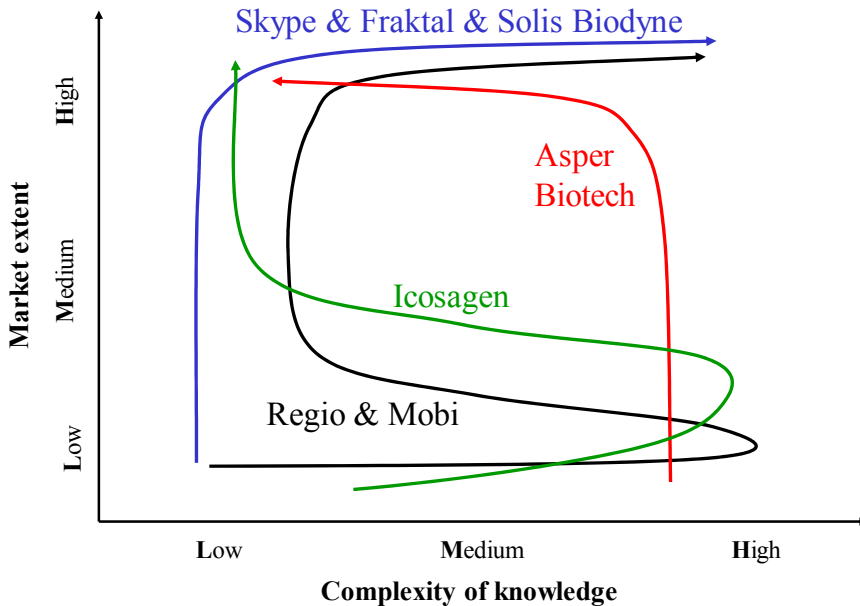 Skype & Fraktal & Solis Biodyne
High
Asper
Biotech
Market extent
Medium
Icosagen
Regio & Mobi
Low
Low
Medium
High
Complexity of knowledge